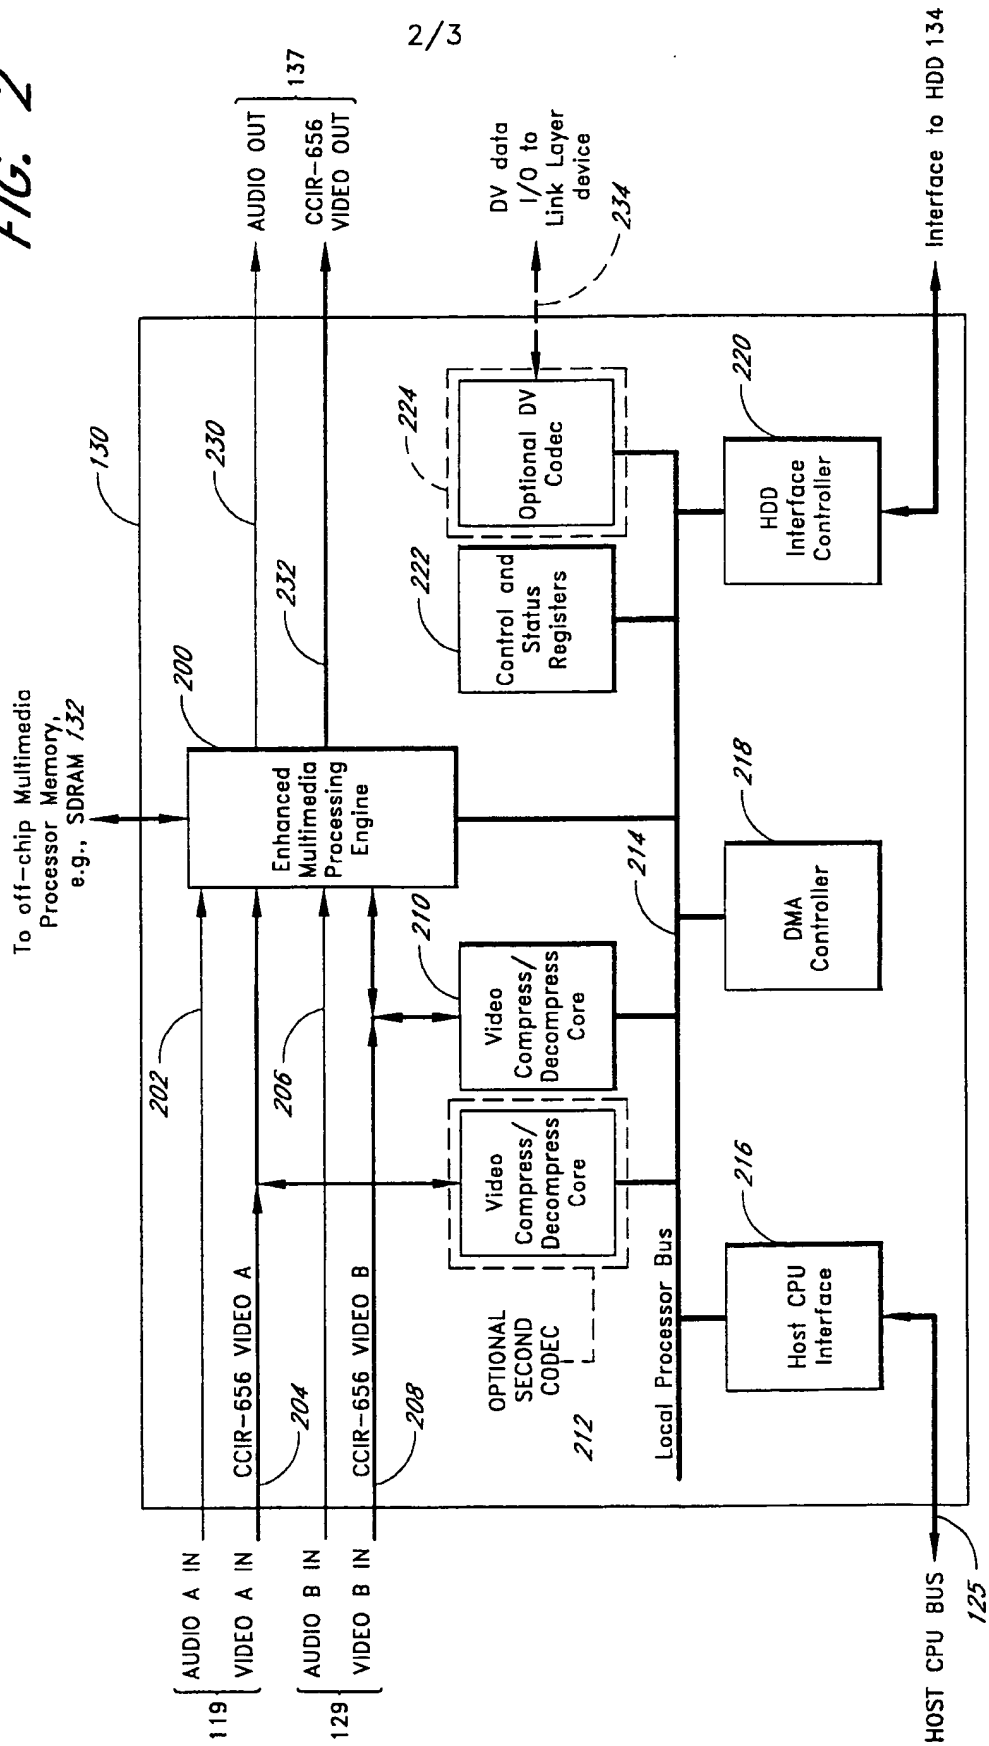 2/3
FIG. 2
To off-chip Multimedia
Processor Memory,
e.g., SDRAM 132
130
AUDIO A IN
VIDEO A IN
119
AUDIO B IN
VIDEO B IN
129
202
CCIR-656 VIDEO A
204
206
CCIR-656 VIDEO B
208
200
Enhanced
Multimedia
Processing
Engine
230
232
AUDIO OUT
CCIR-656
VIDEO OUT
137
OPTIONAL
SECOND
CODEC
212
Video
Compress/
Decompress
Core
210
Video
Compress/
Decompress
Core
222
Control and
Status
Registers
224
Optional DV
Codec
DV data
I/O to
Link Layer
device
234
Local Processor Bus
214
216
Host CPU
Interface
218
DMA
Controller
220
HDD
Interface
Controller
HOST CPU BUS
125
Interface to HDD 134